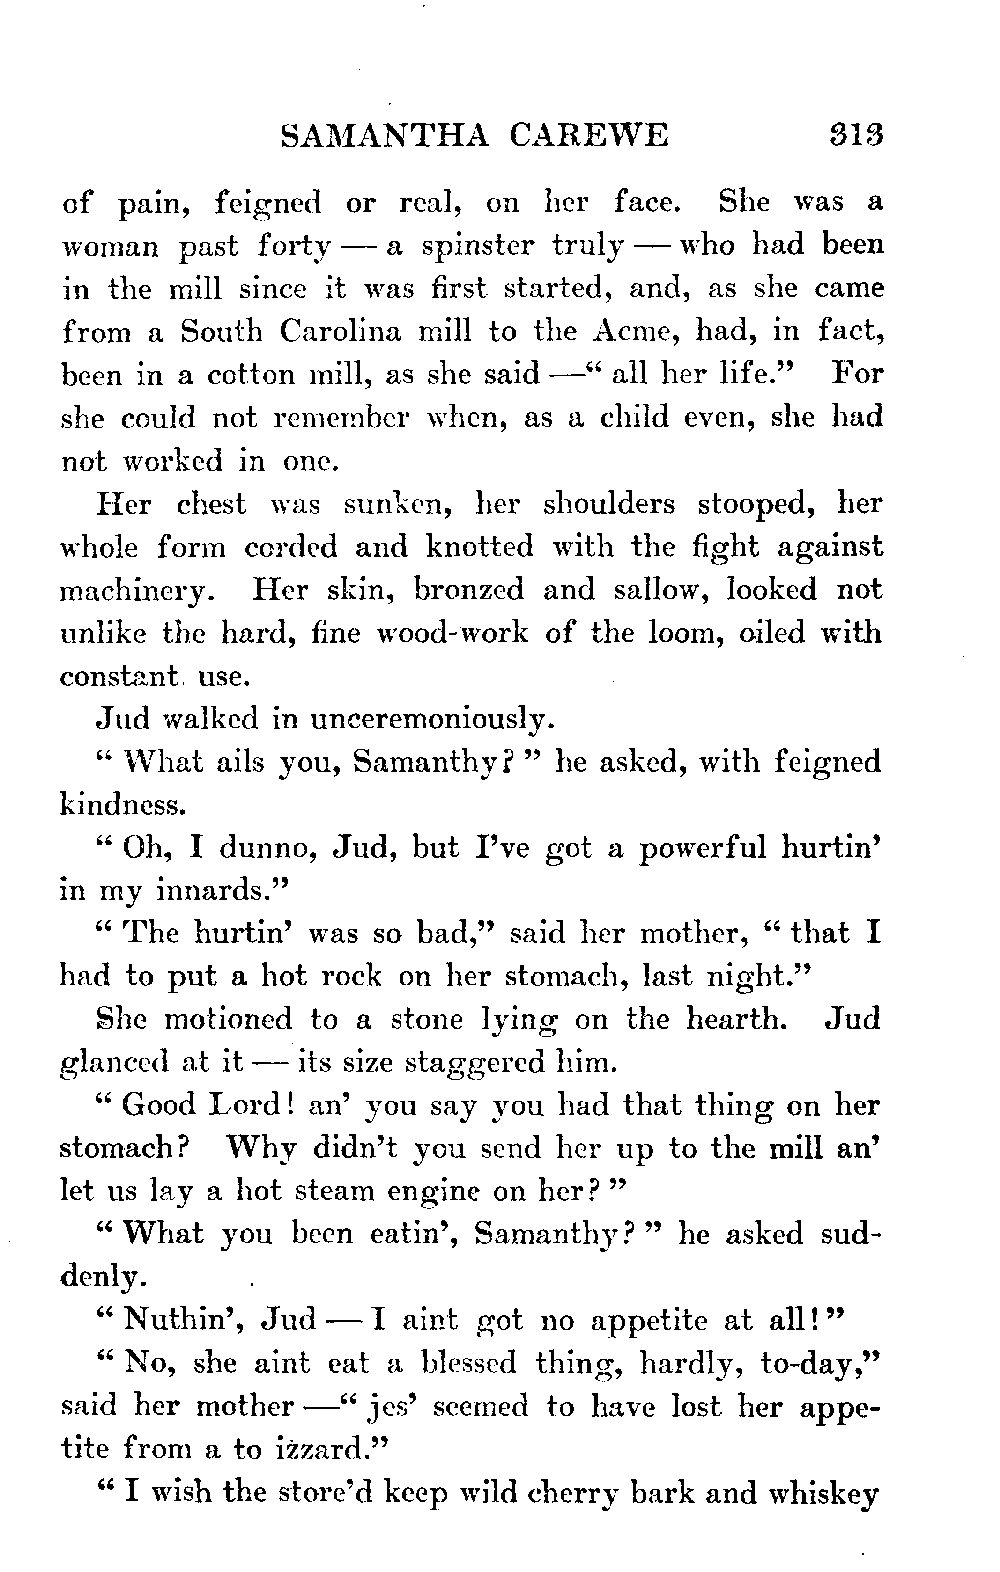 SAMANTHA CAREWE 313
of pain, feigned or real, on her face. She was a
woman past forty — a spinster truly — who had been
in the mill since it was first started, and, as she came
from a South Carolina mill to the Acme, had, in fact,
been in a cotton mill, as she said —“ all her life.” For
she could not remember when, as a child even, she had
not worked in one.
Her chest was sunken, her shoulders stooped, her
whole form corded and knotted with the fight against
machinery. Her skin, bronzed and sallow, looked not
unlike the hard, fine wood-work of the loom, oiled with
constant use.
Jud walked in unceremoniously.
“ What ails you, Samanthy? ” he asked, with feigned
kindness.
“ Oh, I dunno, Jud, but I’ve got a powerful hurtin’
in my innards.”
“ The hurtin’ was so bad,” said her mother, “ that I
had to put a hot rock on her stomach, last night.”
She motioned to a stone lying on the hearth. Jud
glanced at it — its size staggered him.
“ Good Lord! an’ you say you had that thing on her
stomach? Why didn’t you send her up to the mill an’
let us lay a hot steam engine on her? ”
“ What you been eatin’, Samanthy? ” he asked sud-
denly.
“ Nuthin’, Jud — I aint got no appetite at all! ”
“ No, she aint eat a blessed thing, hardly, to-day,”
said her mother —“ jes’ seemed to have lost her appe-
tite from a to izzard.”
“ I wish the store’d keep wild cherry bark and whiskey